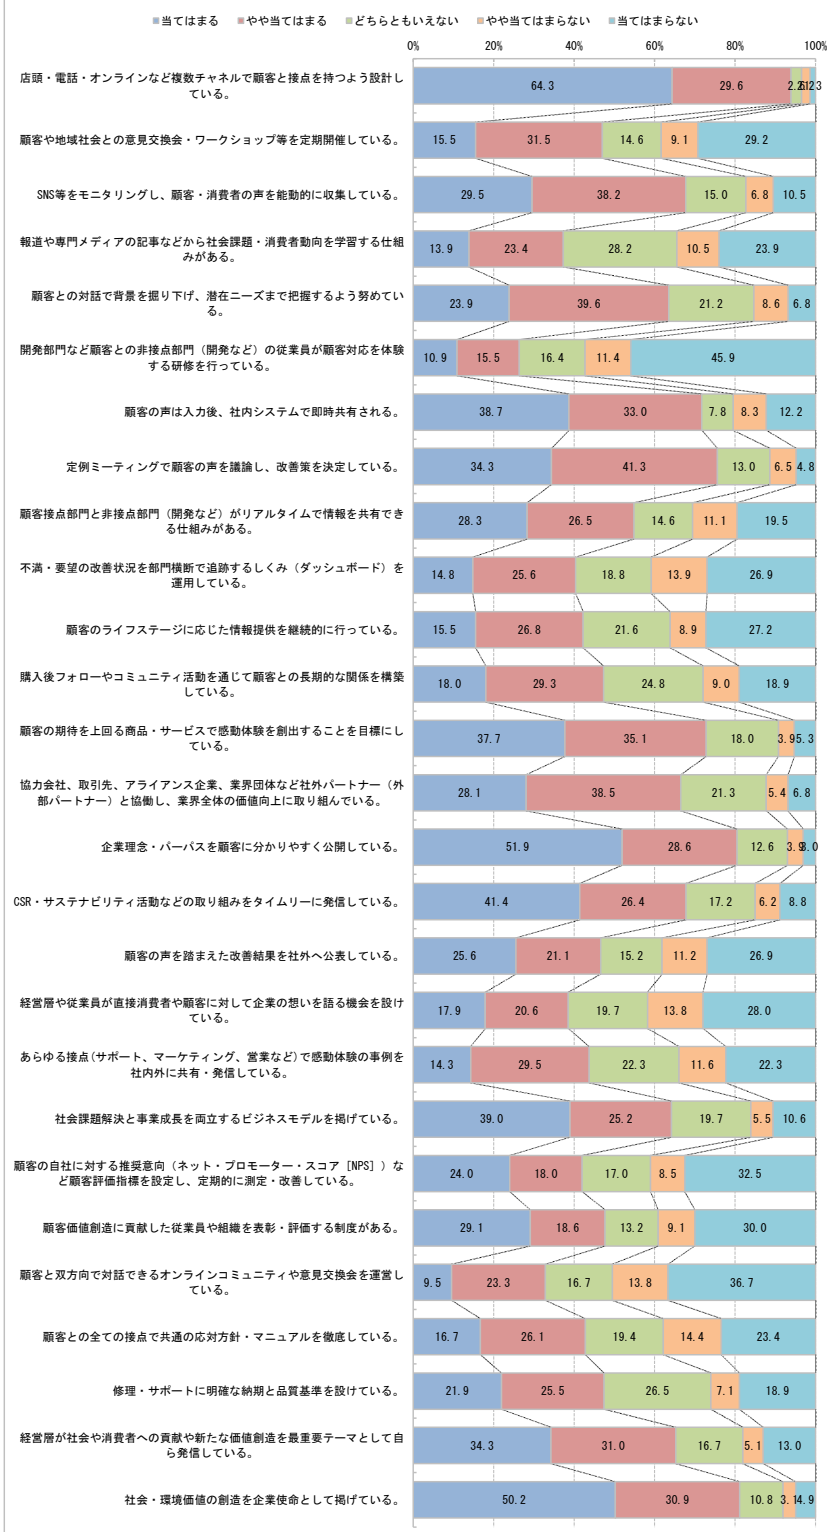 ■当てはまる ■やや当てはまる ■どちらともいえない ■やや当てはまらない ■当てはまらない
0% 20% 40% 60% 80% 100%
店頭・電話・オンラインなど複数チャネルで顧客と接点を持つよう設計し
ている。
64.3 29.6
顧客や地域社会との意見交換会・ワークショップ等を定期開催している。
15.5 31.5 14.6 9.1 29.2
SNS等をモニタリングし、顧客・消費者の声を能動的に収集している。
29.5 38.2 15.0 6.8 10.5
報道や専門メディアの記事などから社会課題・消費者動向を学習する仕組
みがある。
13.9 23.4 28.2 10.5 23.9
顧客との対話で背景を掘り下げ、潜在ニーズまで把握するよう努めてい
る。
23.9 39.6 21.2 8.6 6.8
開発部門など顧客との非接点部門（開発など）の従業員が顧客対応を体験
する研修を行っている。
10.9 15.5 16.4 11.4 45.9
顧客の声は入力後、社内システムで即時共有される。
38.7 33.0 7.8 8.3 12.2
定例ミーティングで顧客の声を議論し、改善策を決定している。
34.3 41.3 13.0 6.5 4.8
顧客接点部門と非接点部門（開発など）がリアルタイムで情報を共有でき
る仕組みがある。
28.3 26.5 14.6 11.1 19.5
不満・要望の改善状況を部門横断で追跡するしくみ（ダッシュボード）を
運用している。
14.8 25.6 18.8 13.9 26.9
顧客のライフステージに応じた情報提供を継続的に行っている。
15.5 26.8 21.6 8.9 27.2
購入後フォローやコミュニティ活動を通じて顧客との長期的な関係を構築
している。
18.0 29.3 24.8 9.0 18.9
顧客の期待を上回る商品・サービスで感動体験を創出することを目標にし
ている。
37.7 35.1 18.0 3.9 5.3
協力会社、取引先、アライアンス企業、業界団体など社外パートナー（外
部パートナー）と協働し、業界全体の価値向上に取り組んでいる。
28.1 38.5 21.3 5.4 6.8
企業理念・パーパスを顧客に分かりやすく公開している。
51.9 28.6 12.6 3.9 3.0
CSR・サステナビリティ活動などの取り組みをタイムリーに発信している。
41.4 26.4 17.2 6.2 8.8
顧客の声を踏まえた改善結果を社外へ公表している。
25.6 21.1 15.2 11.2 26.9
経営層や従業員が直接消費者や顧客に対して企業の想いを語る機会を設け
ている。
17.9 20.6 19.7 13.8 28.0
あらゆる接点(サポート、マーケティング、営業など)で感動体験の事例を
社内外に共有・発信している。
14.3 29.5 22.3 11.6 22.3
社会課題解決と事業成長を両立するビジネスモデルを掲げている。
39.0 25.2 19.7 5.5 10.6
顧客の自社に対する推奨意向（ネット・プロモーター・スコア［NPS］）な
ど顧客評価指標を設定し、定期的に測定・改善している。
24.0 18.0 17.0 8.5 32.5
顧客価値創造に貢献した従業員や組織を表彰・評価する制度がある。
29.1 18.6 13.2 9.1 30.0
顧客と双方向で対話できるオンラインコミュニティや意見交換会を運営し
ている。
9.5 23.3 16.7 13.8 36.7
顧客との全ての接点で共通の応対方針・マニュアルを徹底している。
16.7 26.1 19.4 14.4 23.4
修理・サポートに明確な納期と品質基準を設けている。
21.9 25.5 26.5 7.1 18.9
経営層が社会や消費者への貢献や新たな価値創造を最重要テーマとして自
ら発信している。
34.3 31.0 16.7 5.1 13.0
社会・環境価値の創造を企業使命として掲げている。
50.2 30.9 10.8 3.1 4.9